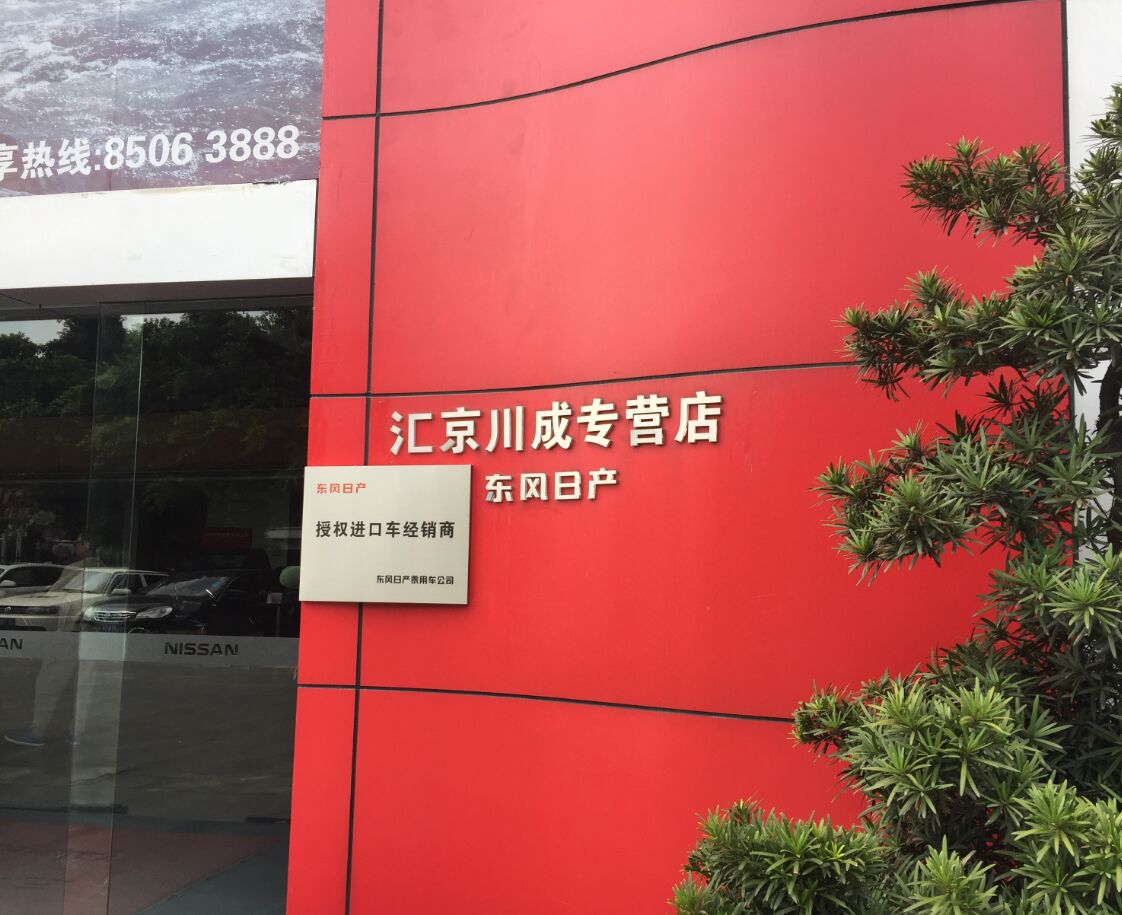 享热线:8506 3888
汇京川成专营店
东风日产
东风日产
授权进口车经销商
东风日产乘用车公司
AN
NISSAN